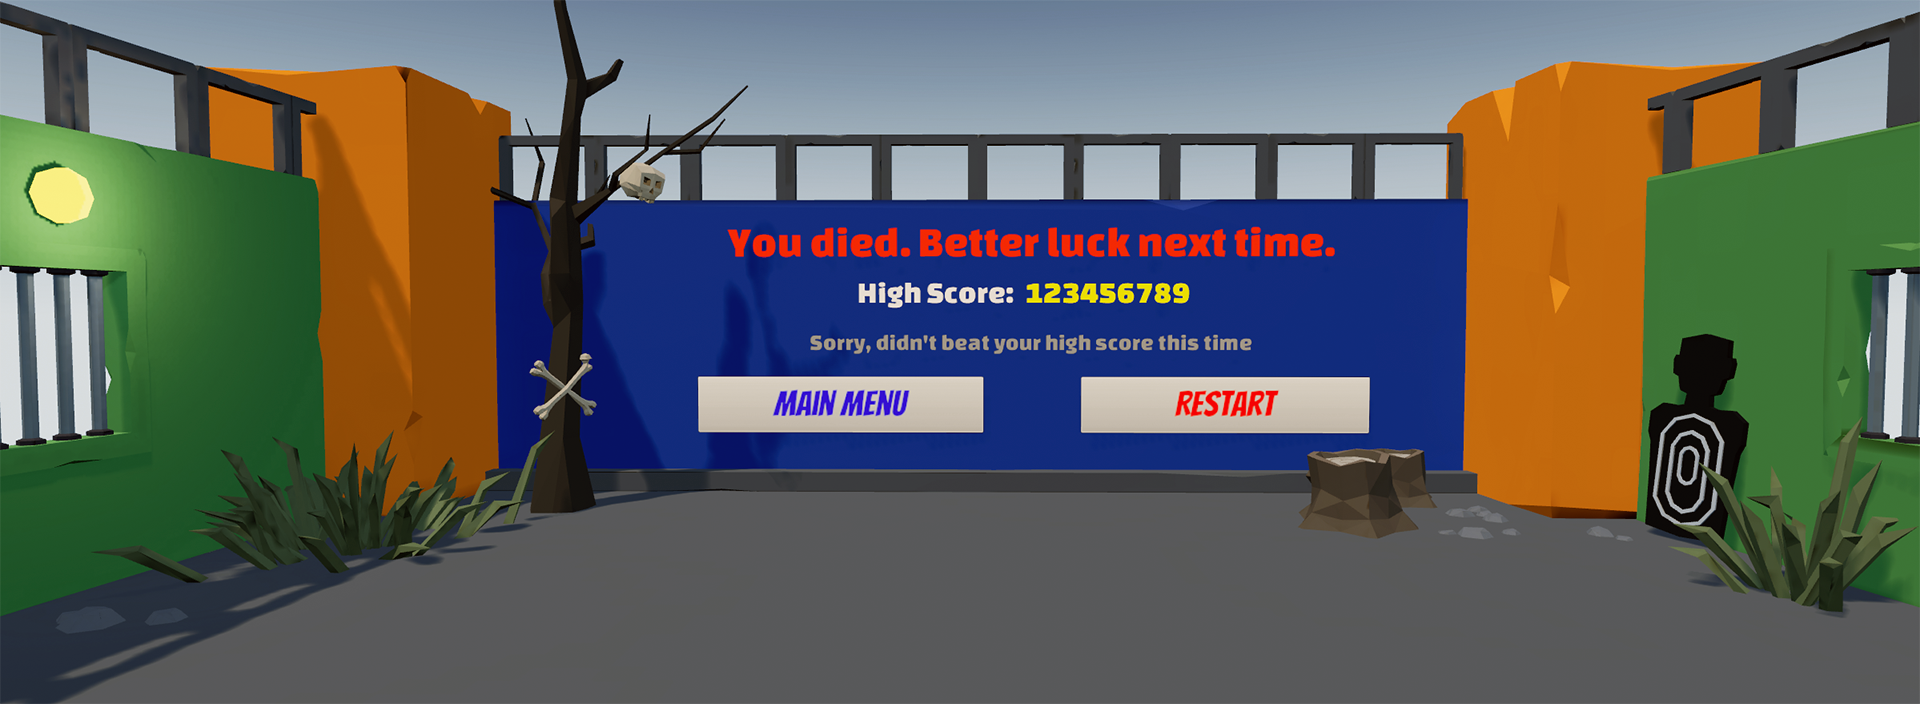 You died. Better luck next time.
High Score: 123456789
Sorry, didn't beat your high score this time
MAIN MENU
RESTART